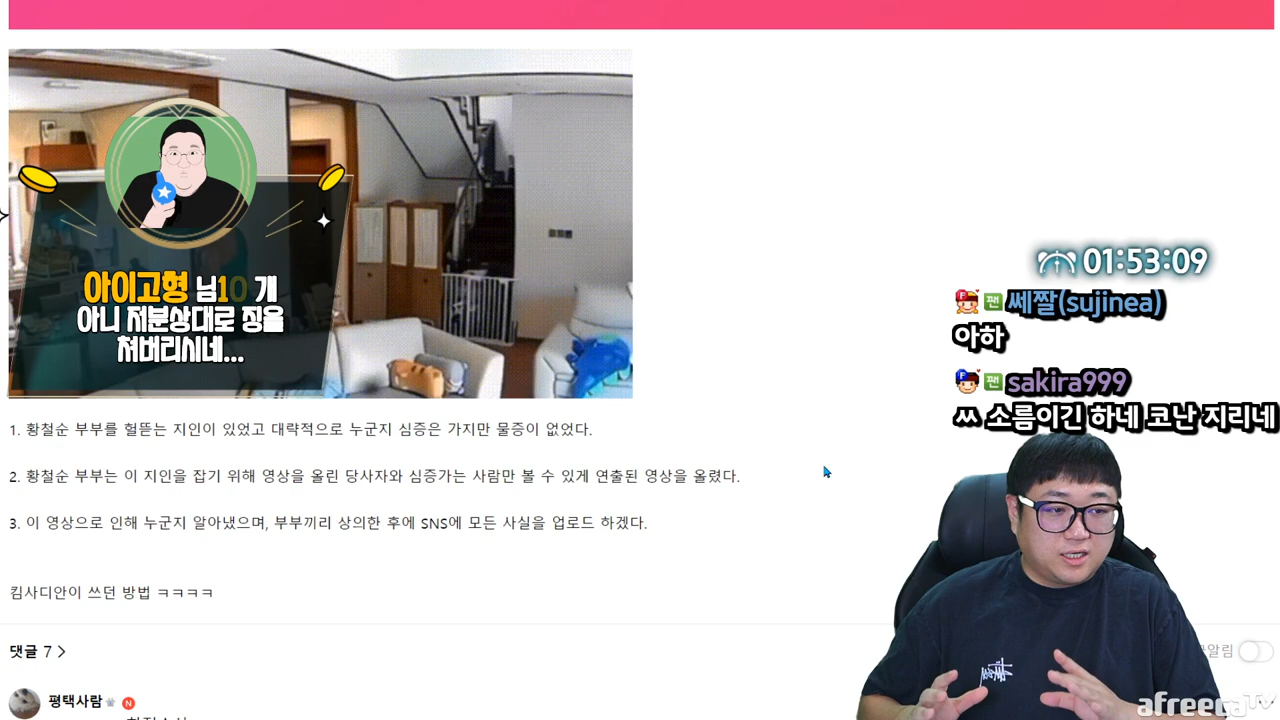 아이고형 님10 개
아니 저분상대로 징을
쳐버리시네...
01:53:09
팬 쎄짤(sujinea)
아하
팬 sakira999
ㅆ 소름이긴 하네 코난 지리네
1. 황철순 부부를 헐뜯는 지인이 있었고 대략적으로 누군지 심증은 가지만 물증이 없었다.
2. 황철순 부부는 이 지인을 잡기 위해 영상을 올린 당사자와 심증가는 사람만 볼 수 있게 연출된 영상을 올렸다.
3. 이 영상으로 인해 누군지 알아냈으며, 부부끼리 상의한 후에 SNS에 모든 사실을 업로드 하겠다.
킴사디안이 쓰던 방법 ㅋㅋㅋㅋ
댓글 7
알림
평택사람 N
afreecaTV